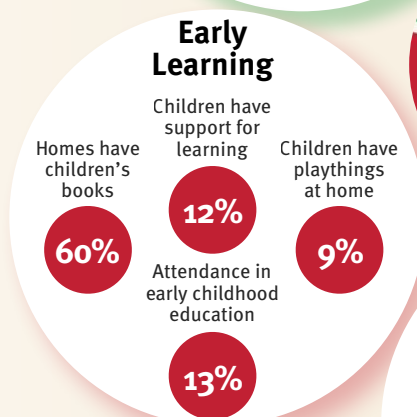 Early
Learning
Children have
support for
learning
12%
Homes have
children's
books
60%
Children have
playthings
at home
9%
Attendance in
early childhood
education
13%